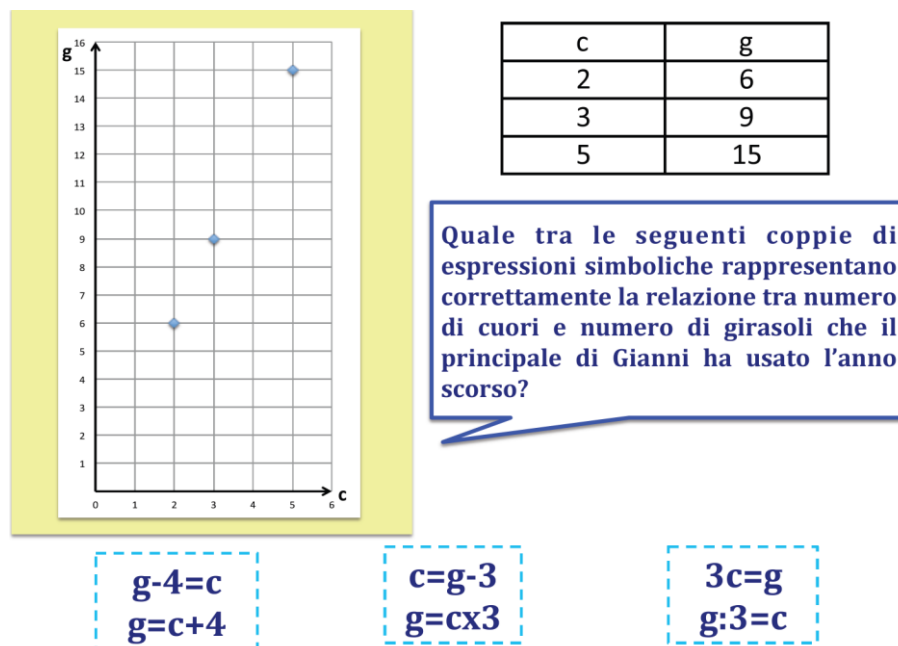 g
16
15
14
13
12
11
10
9
8
7
6
5
4
3
2
1
0 1 2 3 4 5 6
c
c g
2 6
3 9
5 15
Quale tra le seguenti coppie di
espressioni simboliche rappresentano
correttamente la relazione tra numero
di cuori e numero di girasoli che il
principale di Gianni ha usato l'anno
scorso?
g-4=c
g=c+4
c=g-3
g=cx3
3c=g
g:3=c